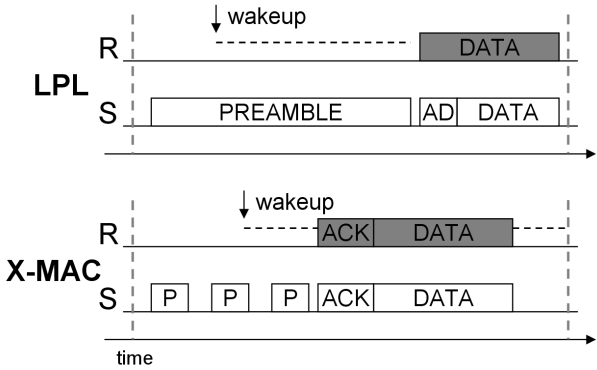 wakeup
R DATA
LPL
S PREAMBLE AD DATA
wakeup
R ACK DATA
X-MAC
S P P P ACK DATA
time